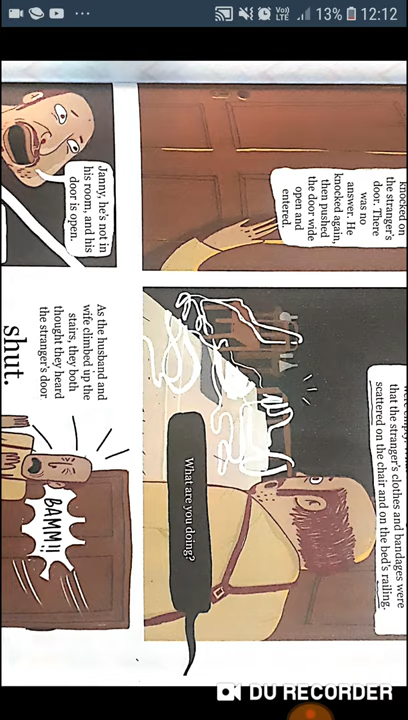 13% 12:12
Vo))
LTE
knocked on
the stranger's
door. There
was no
answer. He
knocked again,
then pushed
the door wide
open and
entered.
that the stranger's clothes and bandages were
scattered on the chair and on the bed's railing.
What are you doing?
Janny, he's not in
his room, and his
door is open.
As the husband and
wife climbed up the
stairs, they both
thought they heard
the stranger's door
shut.
BAMM!!
DU RECORDER